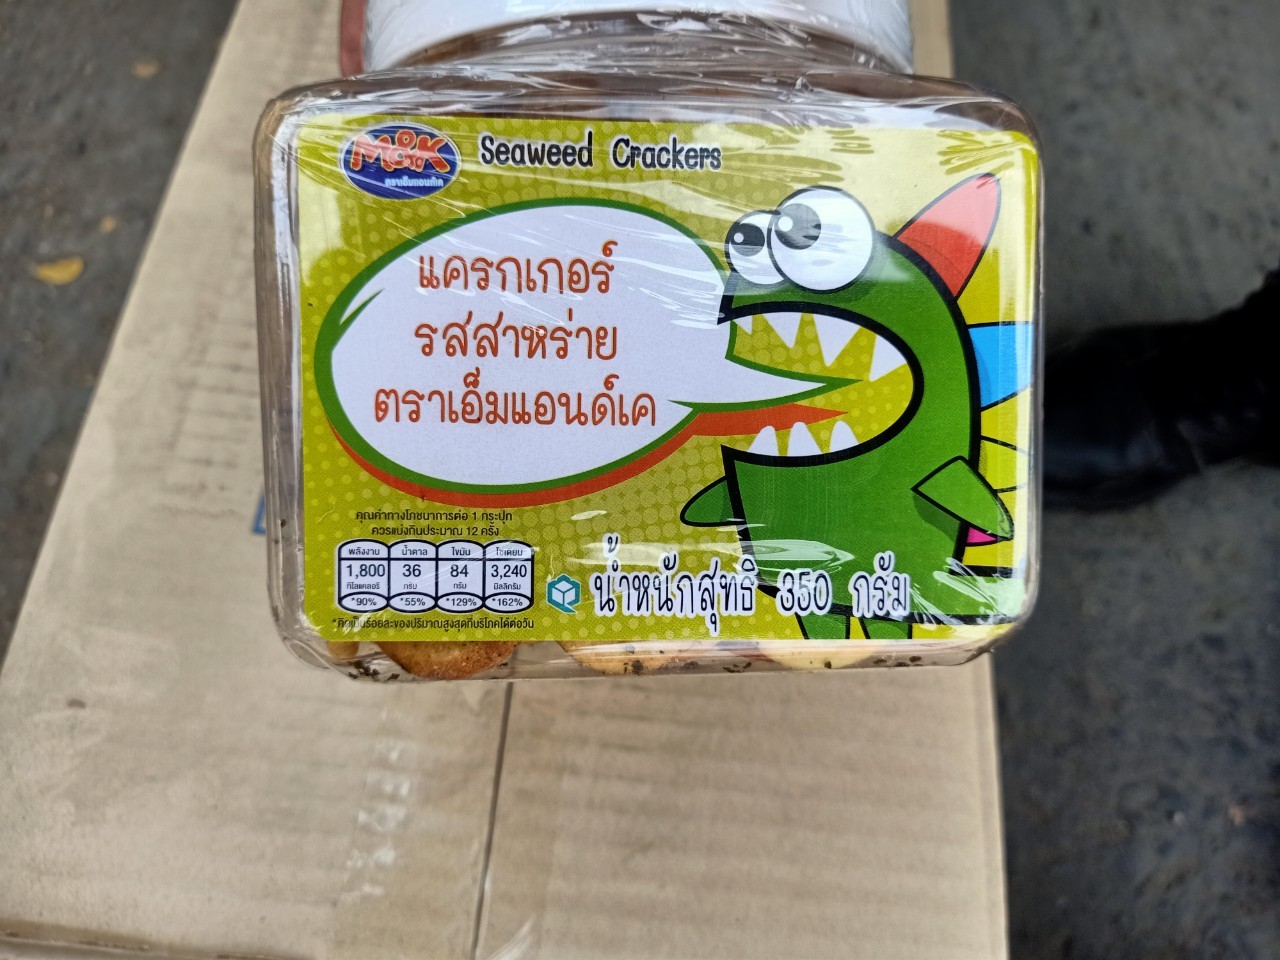 M&K
ตราเอ็มแอนด์เค
Seaweed Crackers
แครกเกอร์
รสสาหร่าย
ตราเอ็มแอนด์เค
คุณค่าทางโภชนาการต่อ 1 กระปุก
ควรแบ่งกินประมาณ 12 ครั้ง
พลังงาน น้ำตาล ไขมัน โซเดียม
1,800 36 84 3,240
กิโลแคลอรี กรัม กรัม มิลลิกรัม
*90% *55% *129% *162%
*คิดเป็นร้อยละของปริมาณสูงสุดที่บริโภคได้ต่อวัน
น้ำหนักสุทธิ 350 กรัม